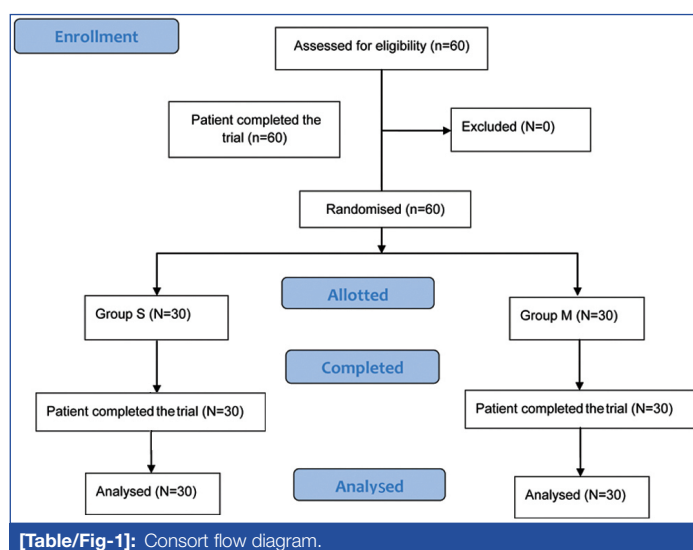 Enrollment
Assessed for eligibility (n=60)
Patient completed the
trial (n=60)
Excluded (N=0)
Randomised (n=60)
Allotted
Group S (N=30)
Group M (N=30)
Completed
Patient completed the trial (N=30)
Patient completed the trial (N=30)
Analysed
Analysed (N=30)
Analysed (N=30)
[Table/Fig-1]: Consort flow diagram.